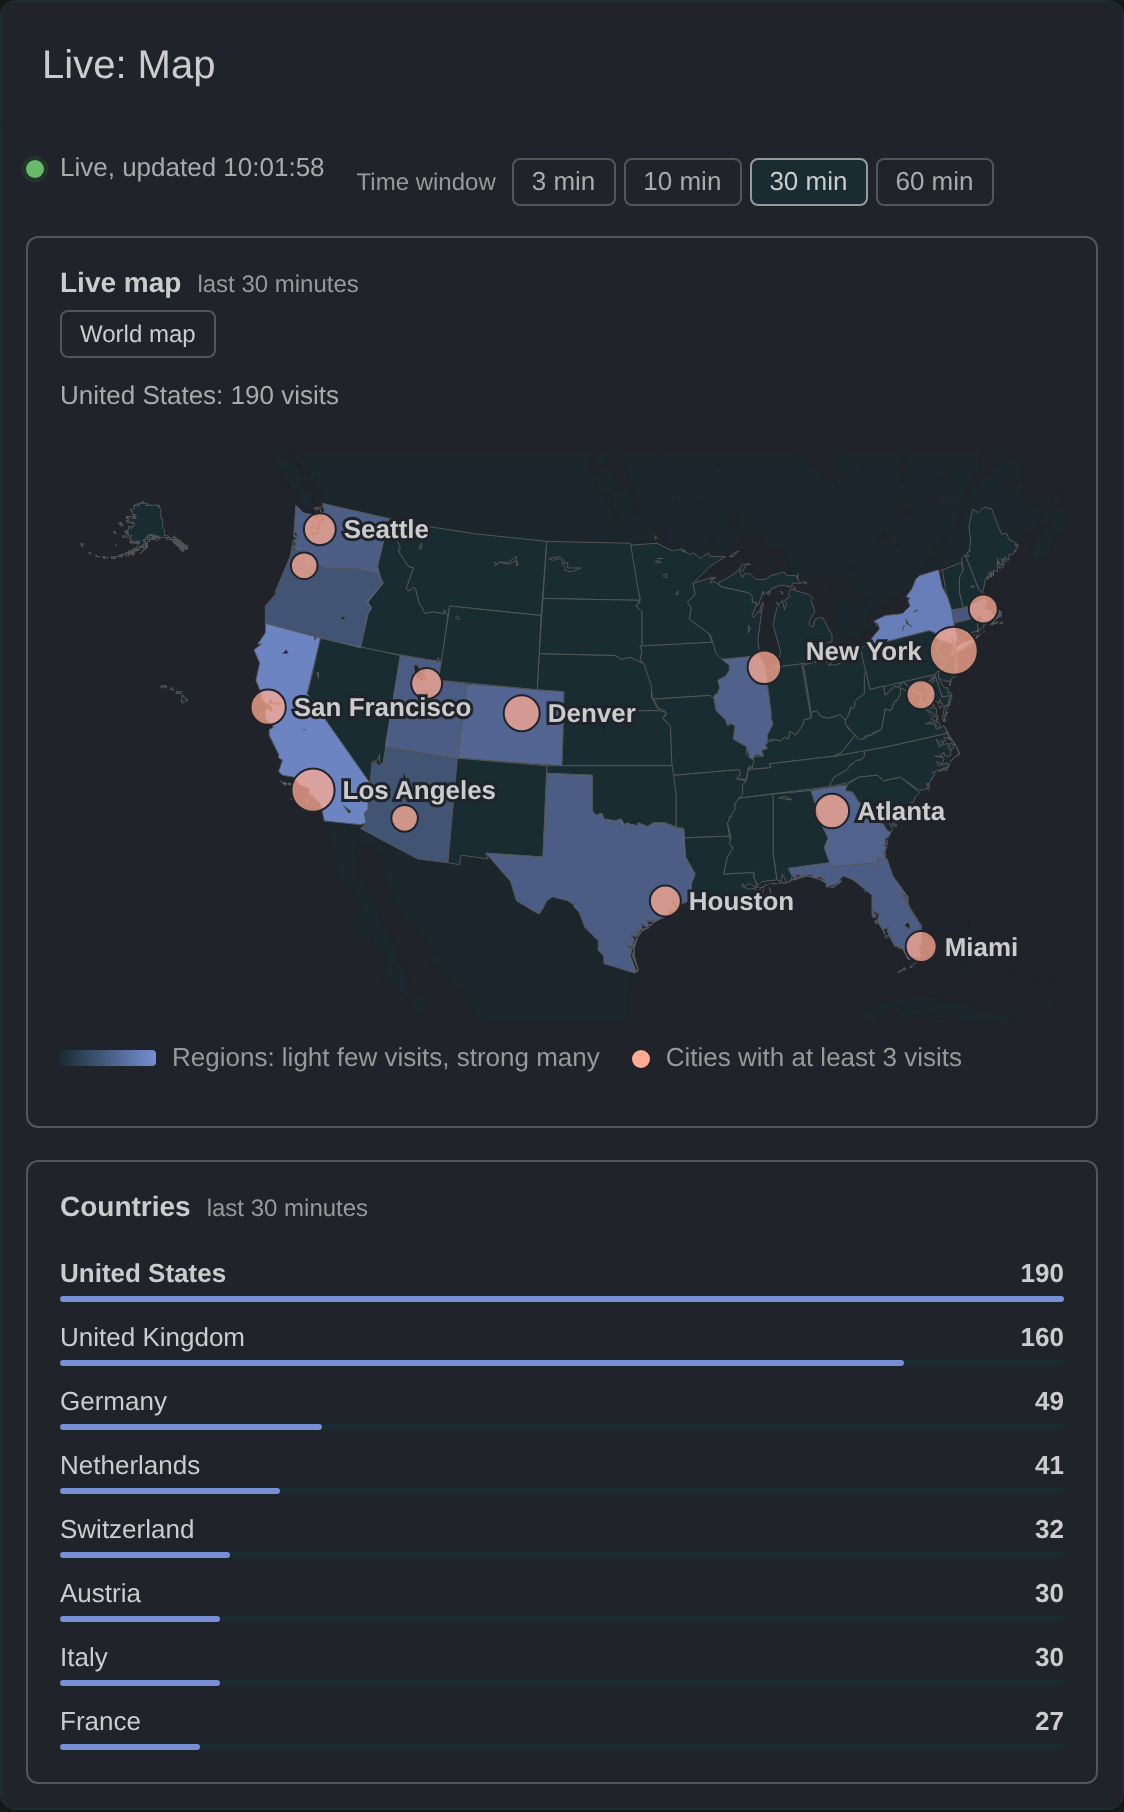 Live: Map
Live, updated 10:01:58
Time window
3 min
10 min
30 min
60 min
Live map last 30 minutes
World map
United States: 190 visits
Seattle
New York
San Francisco
Denver
Los Angeles
Atlanta
Houston
Miami
Regions: light few visits, strong many
Cities with at least 3 visits
Countries last 30 minutes
United States 190
United Kingdom 160
Germany 49
Netherlands 41
Switzerland 32
Austria 30
Italy 30
France 27